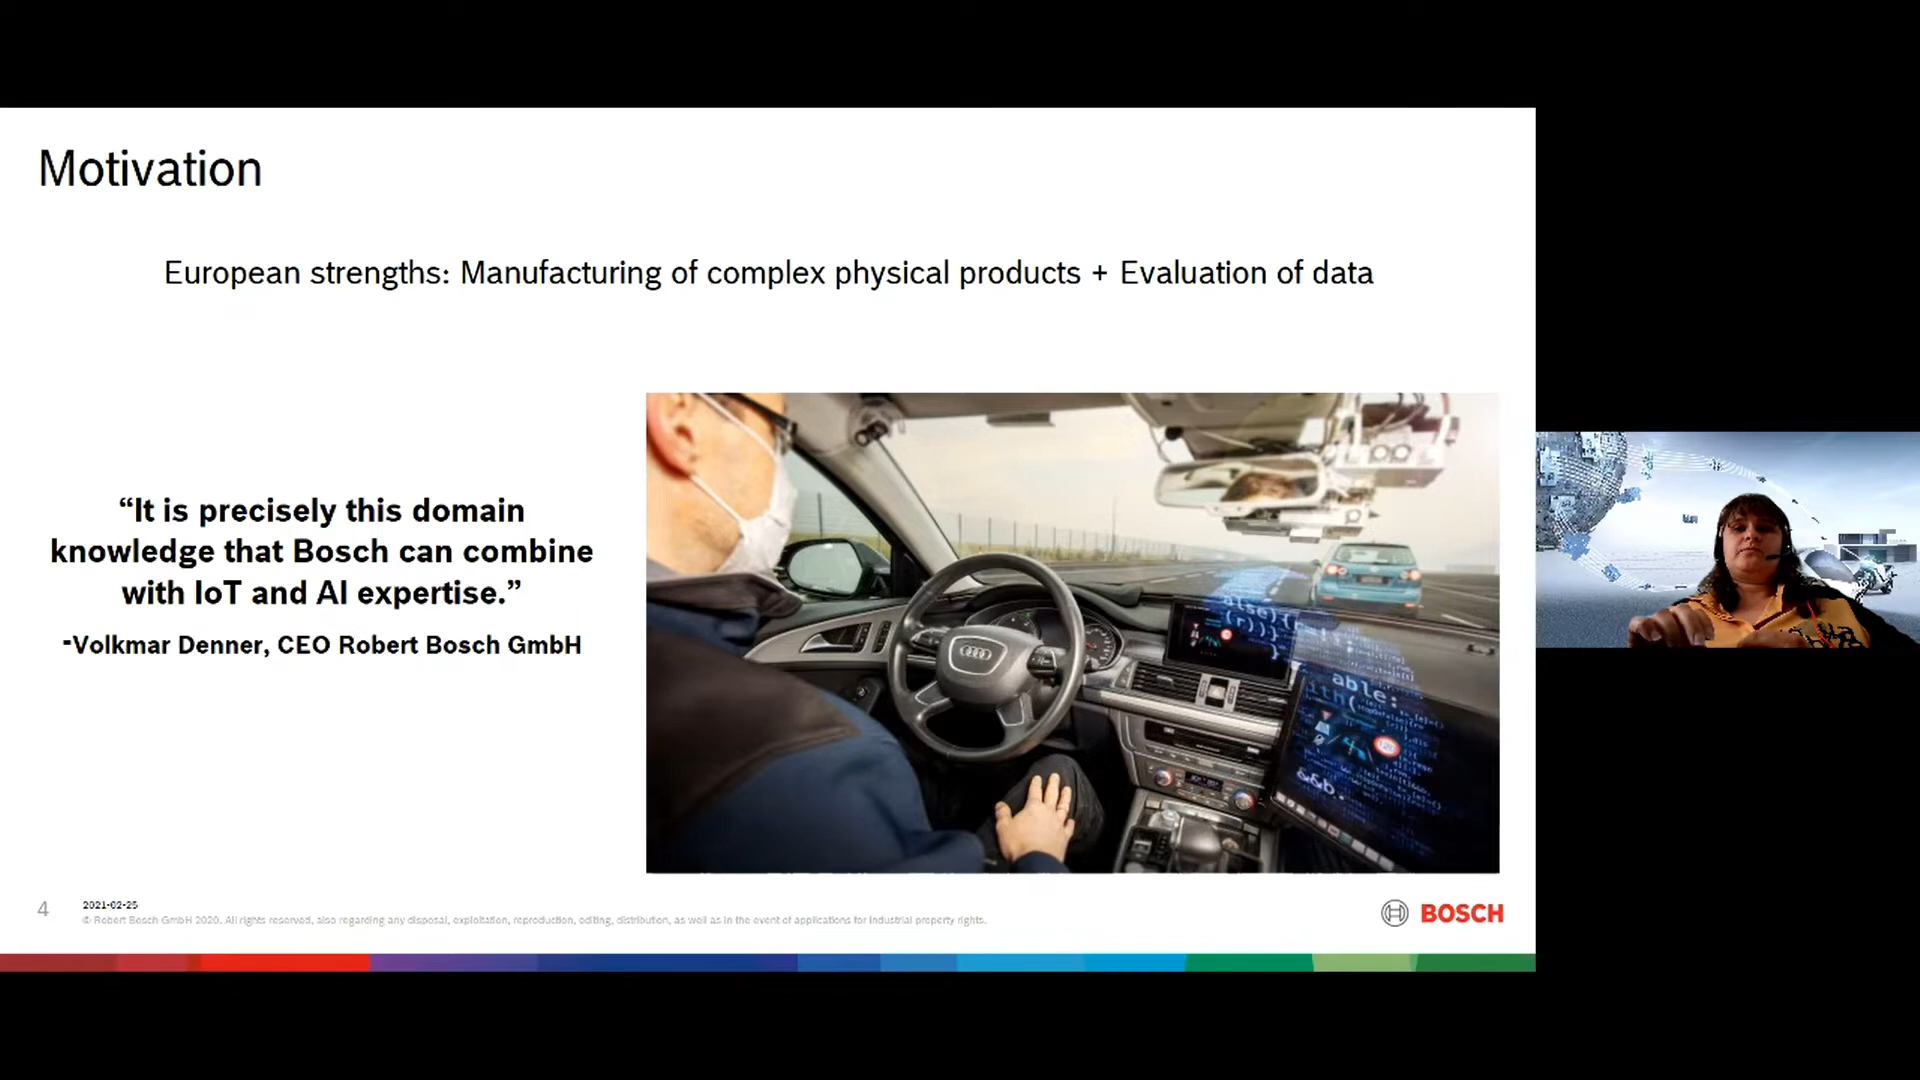 Motivation
European strengths: Manufacturing of complex physical products + Evaluation of data
“It is precisely this domain
knowledge that Bosch can combine
with IoT and AI expertise.”
-Volkmar Denner, CEO Robert Bosch GmbH
able:
ith(
&&b.
4
2021-02-25
© Robert Bosch GmbH 2020. All rights reserved, also regarding any disposal, exploitation, reproduction, editing, distribution, as well as in the event of applications for industrial property rights.
BOSCH